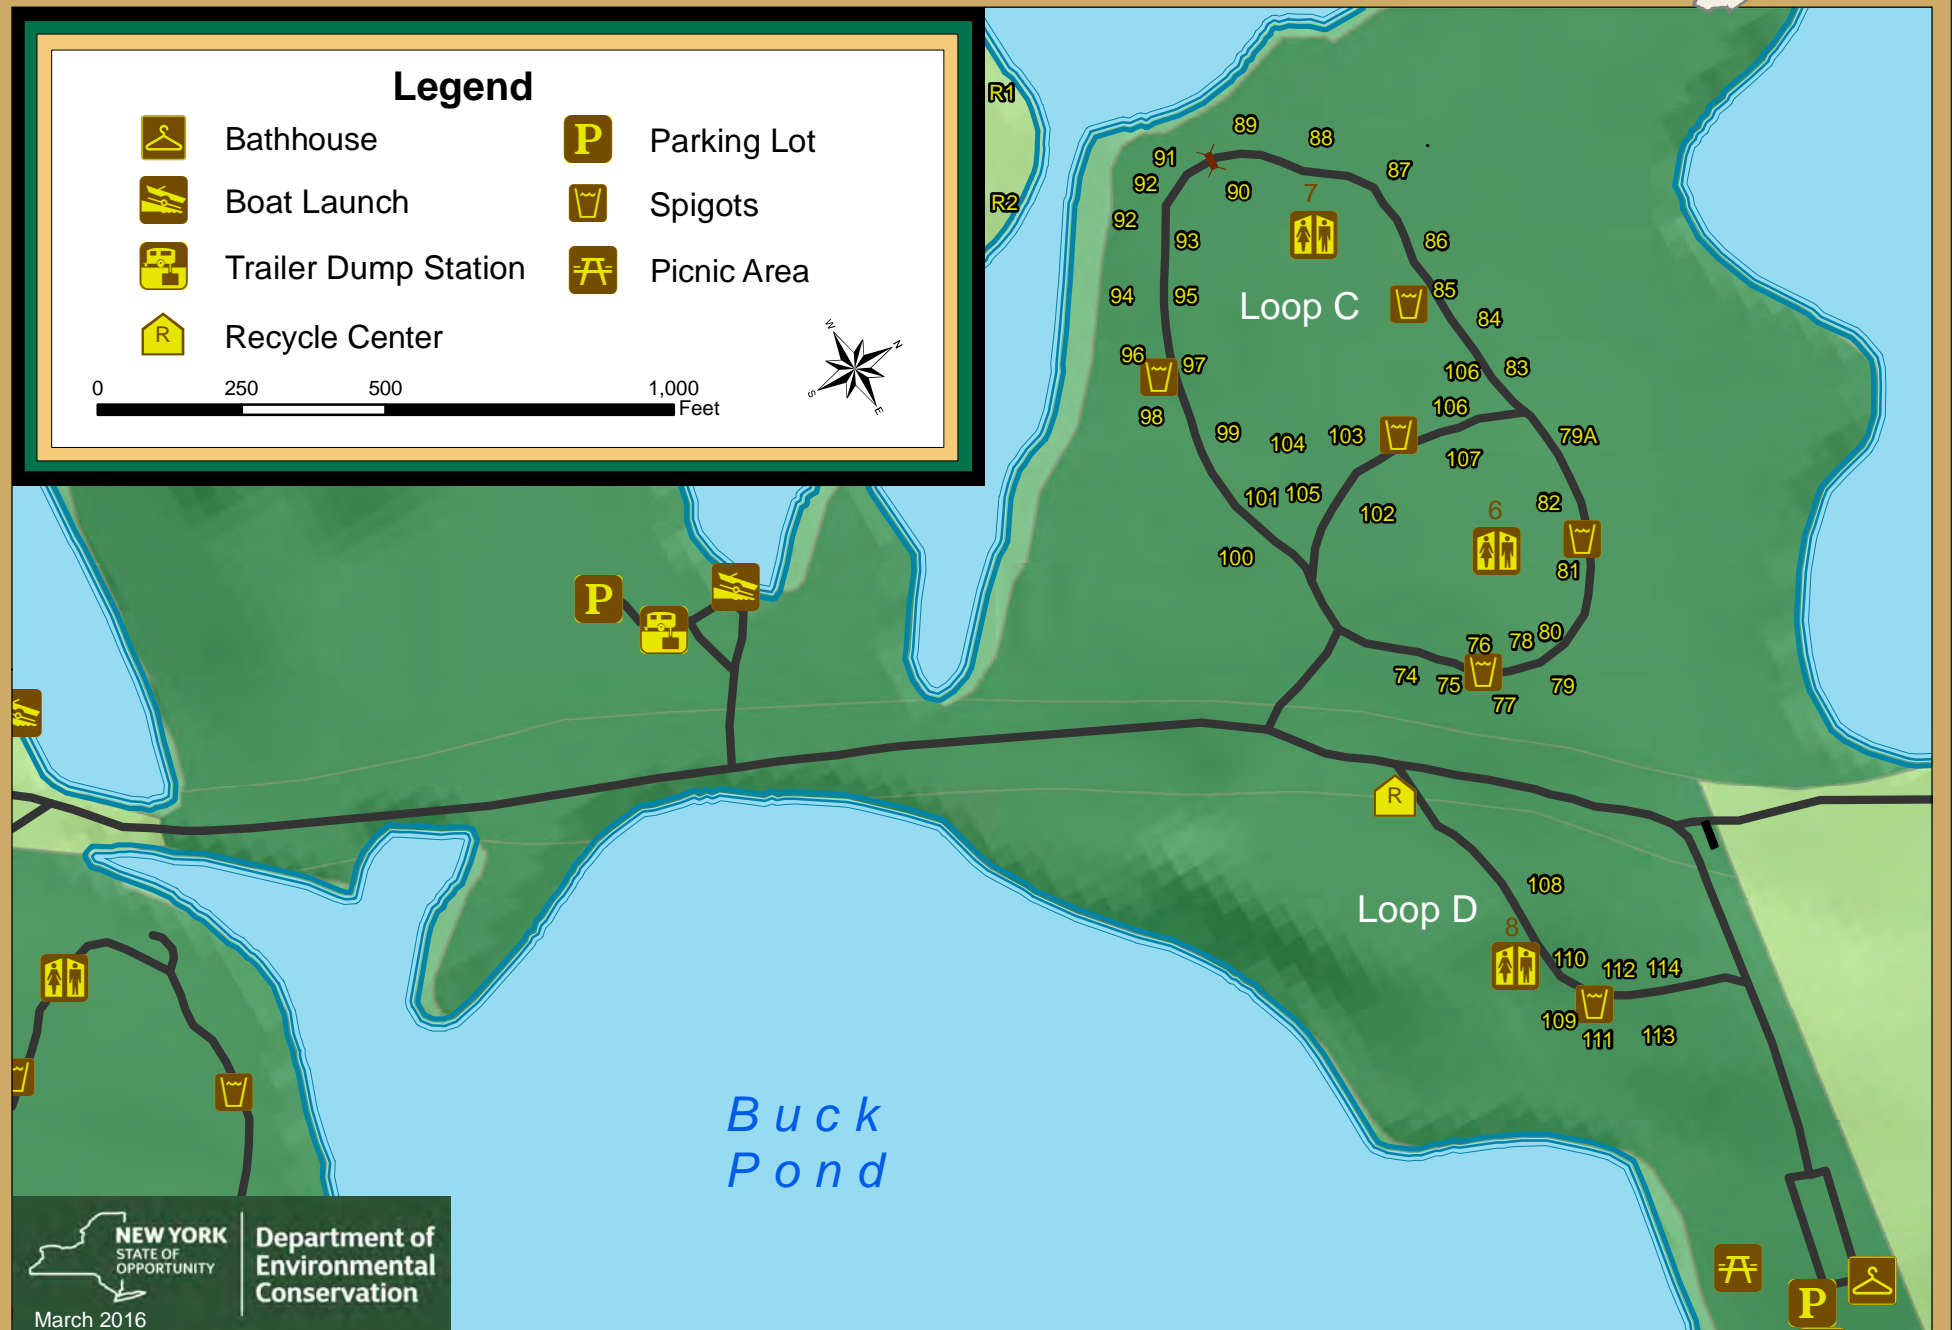 Legend
Bathhouse
Parking Lot
Boat Launch
Spigots
Trailer Dump Station
Picnic Area
R
Recycle Center
0 250 500 1,000
Feet
W
N
S
E
R1
R2
89
88
91
87
92
90
7
92
93
86
94
95
Loop C
85
84
96
97
106
83
98
106
99
104
103
79A
107
101
105
102
82
6
100
81
76
78
80
74
75
79
77
R
108
Loop D
8
110
112
114
109
111
113
Buck
Pond
P
P
NEW YORK
STATE OF
OPPORTUNITY
Department of
Environmental
Conservation
March 2016